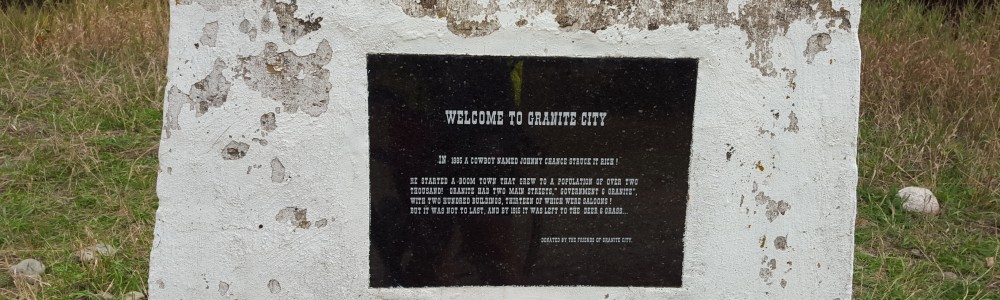 WELCOME TO GRANITE CITY
IN 1885 A COWBOY NAMED JOHNNY CHANCE STRUCK IT RICH !
HE STARTED A BOOM TOWN THAT GREW TO A POPULATION OF OVER TWO
THOUSAND! GRANITE HAD TWO MAIN STREETS," GOVERNMENT & GRANITE",
WITH TWO HUNDRED BUILDINGS, THIRTEEN OF WHICH WERE SALOONS !
BUT IT WAS NOT TO LAST, AND BY 1915 IT WAS LEFT TO THE DEER & GRASS...
DONATED BY THE FRIENDS OF GRANITE CITY.